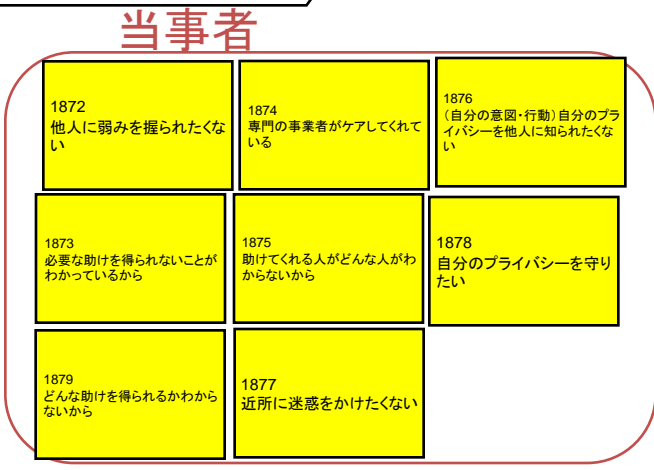 当事者
1872
他人に弱みを握られたくな
い
1874
専門の事業者がケアしてくれて
いる
1876
（自分の意図・行動）自分のプラ
イバシーを他人に知られたくな
い
1873
必要な助けを得られないことが
わかっているから
1875
助けてくれる人がどんな人がわ
からないから
1878
自分のプライバシーを守り
たい
1879
どんな助けを得られるかわから
ないから
1877
近所に迷惑をかけたくない